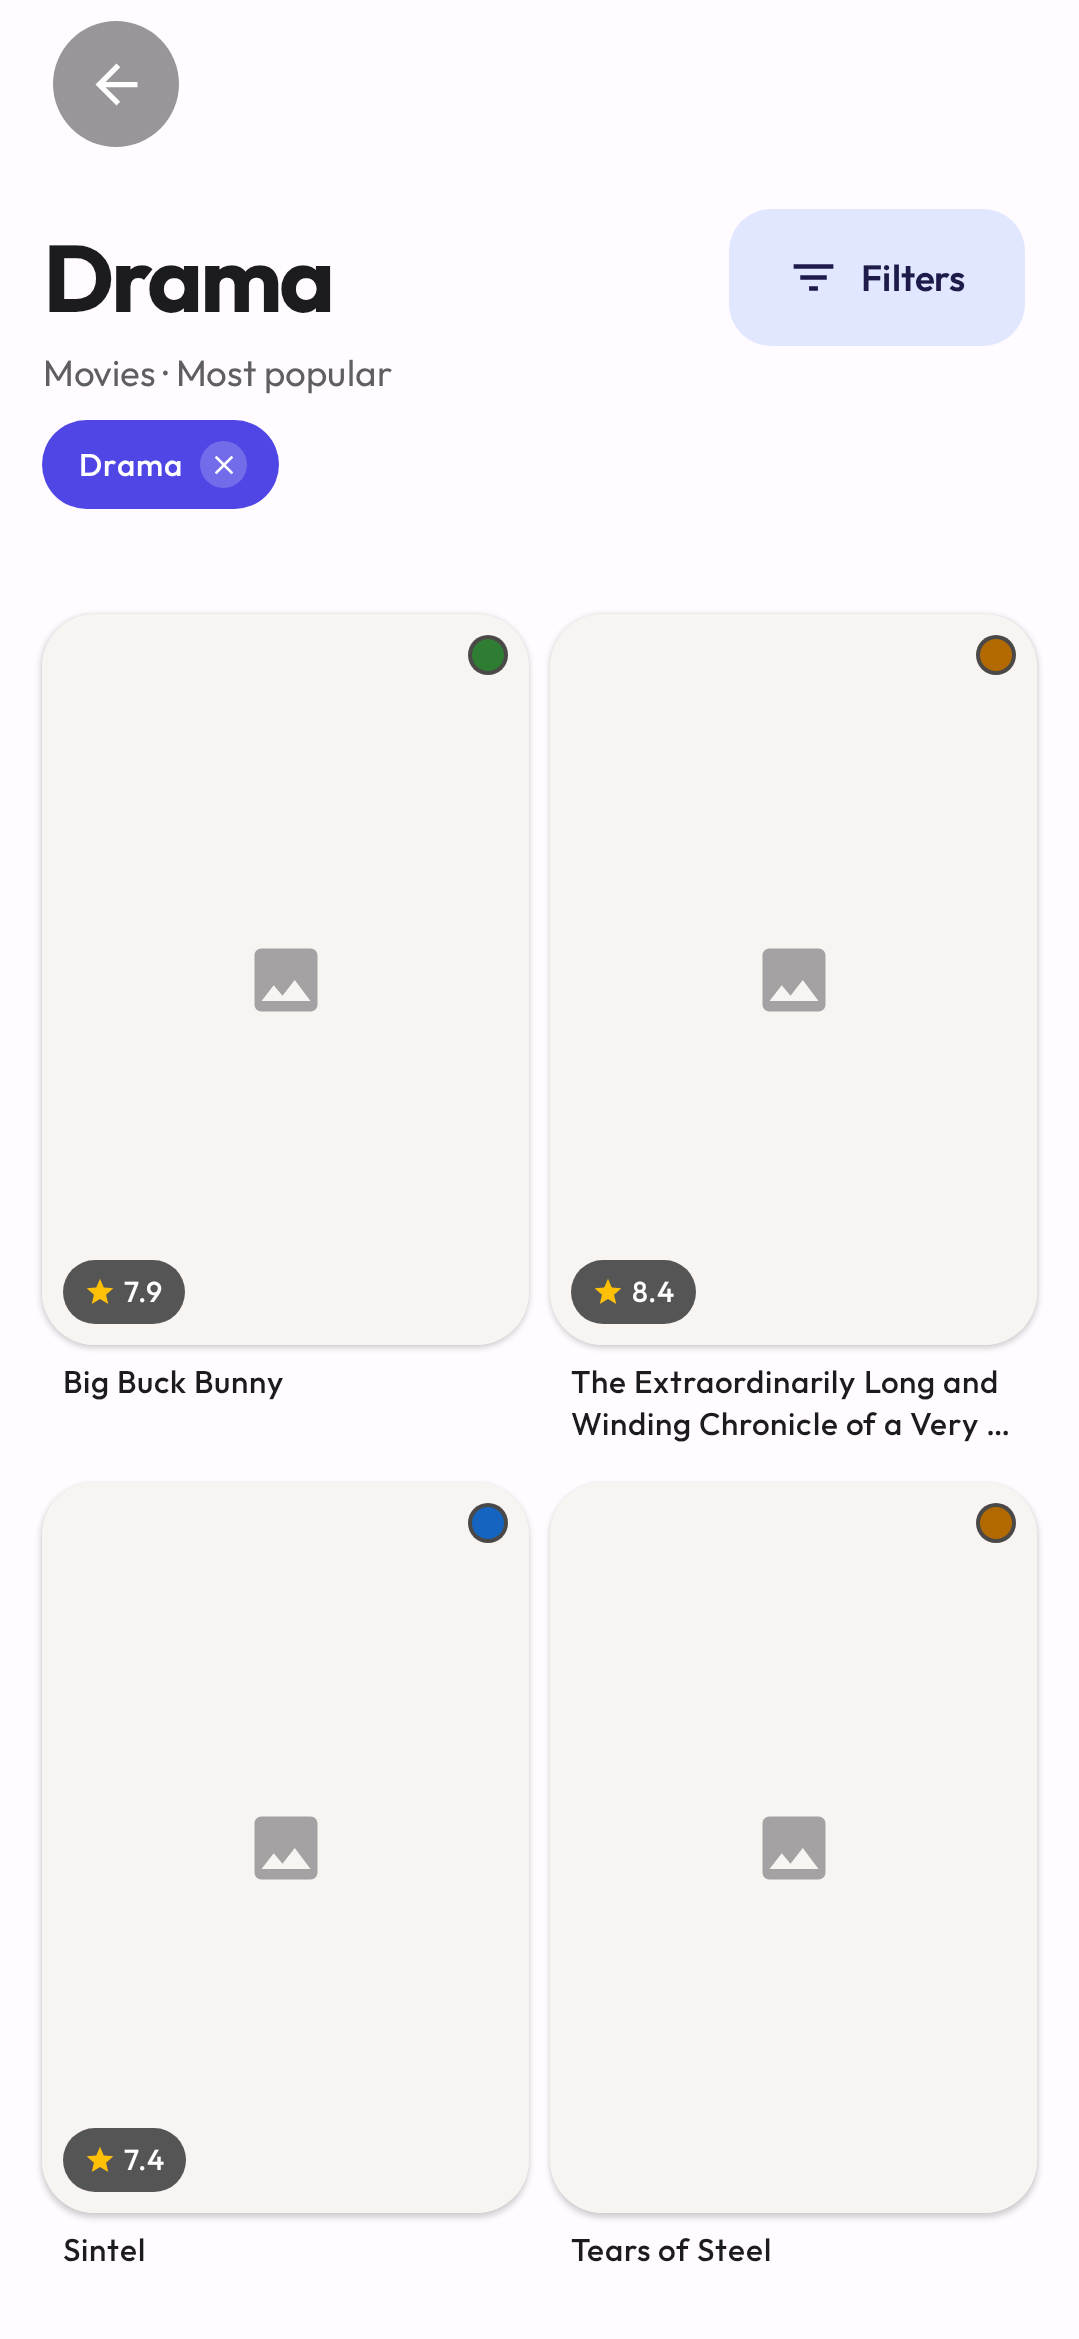 Drama
Filters
Movies · Most popular
Drama
7.9
8.4
Big Buck Bunny
The Extraordinarily Long and
Winding Chronicle of a Very ...
7.4
Sintel
Tears of Steel